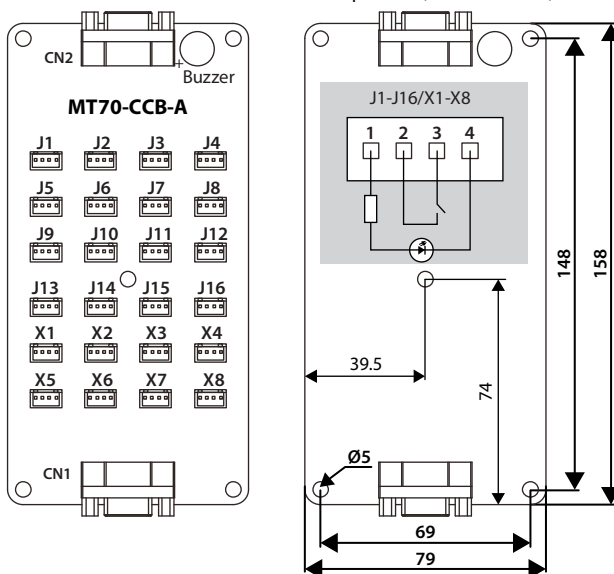 CN2
+
Buzzer
MT70-CCB-A
J1 J2 J3 J4
J5 J6 J7 J8
J9 J10 J11 J12
J13 J14 J15 J16
X1 X2 X3 X4
X5 X6 X7 X8
CN1
J1-J16/X1-X8
1 2 3 4
39.5
74
148
158
Ø5
69
79